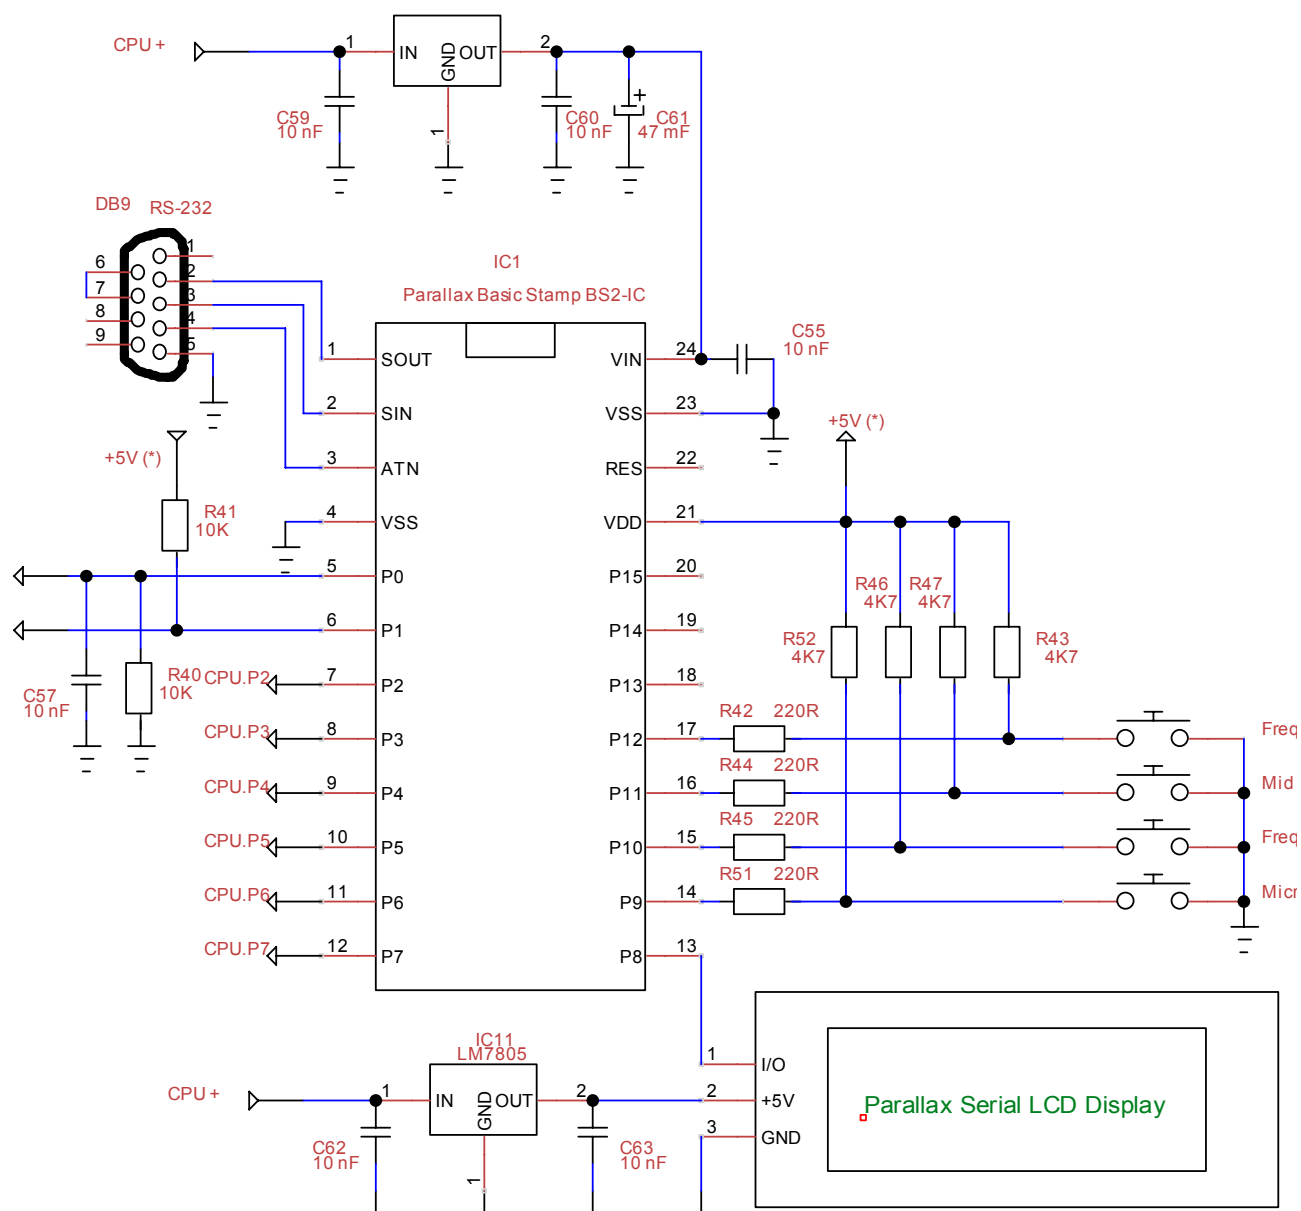 CPU +
1
IN
GND
OUT
2
1
C59
10 nF
C60
10 nF
C61
47 mF
+
DB9
RS-232
1
6
2
7
3
8
4
9
5
IC1
Parallax Basic Stamp BS2-IC
1
SOUT
VIN
24
C55
10 nF
2
SIN
VSS
23
+5V (*)
+5V (*)
3
ATN
RES
22
R41
10K
4
VSS
VDD
21
5
P0
P15
20
R46
4K7
R47
4K7
6
P1
P14
19
R52
4K7
R43
4K7
C57
10 nF
R40
10K
CPU.P2
7
P2
P13
18
R42
220R
CPU.P3
8
P3
P12
17
Freq
R44
220R
CPU.P4
9
P4
P11
16
Mid
R45
220R
CPU.P5
10
P5
P10
15
Freq
R51
220R
CPU.P6
11
P6
P9
14
Micr
CPU.P7
12
P7
P8
13
IC11
LM7805
CPU +
1
IN
GND
OUT
2
1
C62
10 nF
C63
10 nF
1
I/O
2
+5V
3
GND
Parallax Serial LCD Display